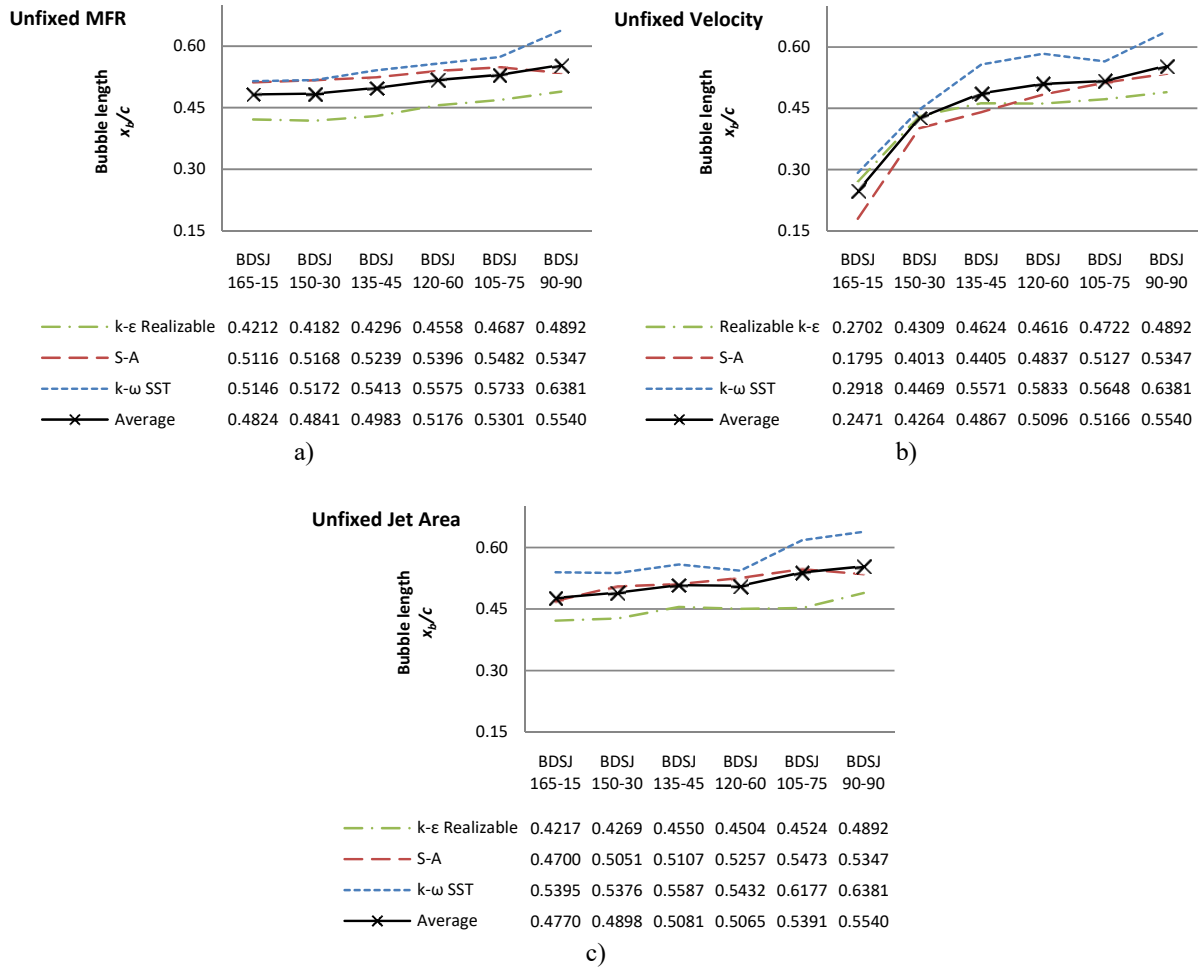 Unfixed MFR
Bubble length
x_b/c
0.60
0.45
0.30
0.15
BDSJ BDSJ BDSJ BDSJ BDSJ BDSJ
165-15 150-30 135-45 120-60 105-75 90-90
k-ε Realizable 0.4212 0.4182 0.4296 0.4558 0.4687 0.4892
S-A 0.5116 0.5168 0.5239 0.5396 0.5482 0.5347
k-ω SST 0.5146 0.5172 0.5413 0.5575 0.5733 0.6381
Average 0.4824 0.4841 0.4983 0.5176 0.5301 0.5540
a)
Unfixed Velocity
Bubble length
x_b/c
0.60
0.45
0.30
0.15
BDSJ BDSJ BDSJ BDSJ BDSJ BDSJ
165-15 150-30 135-45 120-60 105-75 90-90
Realizable k-ε 0.2702 0.4309 0.4624 0.4616 0.4722 0.4892
S-A 0.1795 0.4013 0.4405 0.4837 0.5127 0.5347
k-ω SST 0.2918 0.4469 0.5571 0.5833 0.5648 0.6381
Average 0.2471 0.4264 0.4867 0.5096 0.5166 0.5540
b)
Unfixed Jet Area
Bubble length
x_b/c
0.60
0.45
0.30
0.15
BDSJ BDSJ BDSJ BDSJ BDSJ BDSJ
165-15 150-30 135-45 120-60 105-75 90-90
k-ε Realizable 0.4217 0.4269 0.4550 0.4504 0.4524 0.4892
S-A 0.4700 0.5051 0.5107 0.5257 0.5473 0.5347
k-ω SST 0.5395 0.5376 0.5587 0.5432 0.6177 0.6381
Average 0.4770 0.4898 0.5081 0.5065 0.5391 0.5540
c)